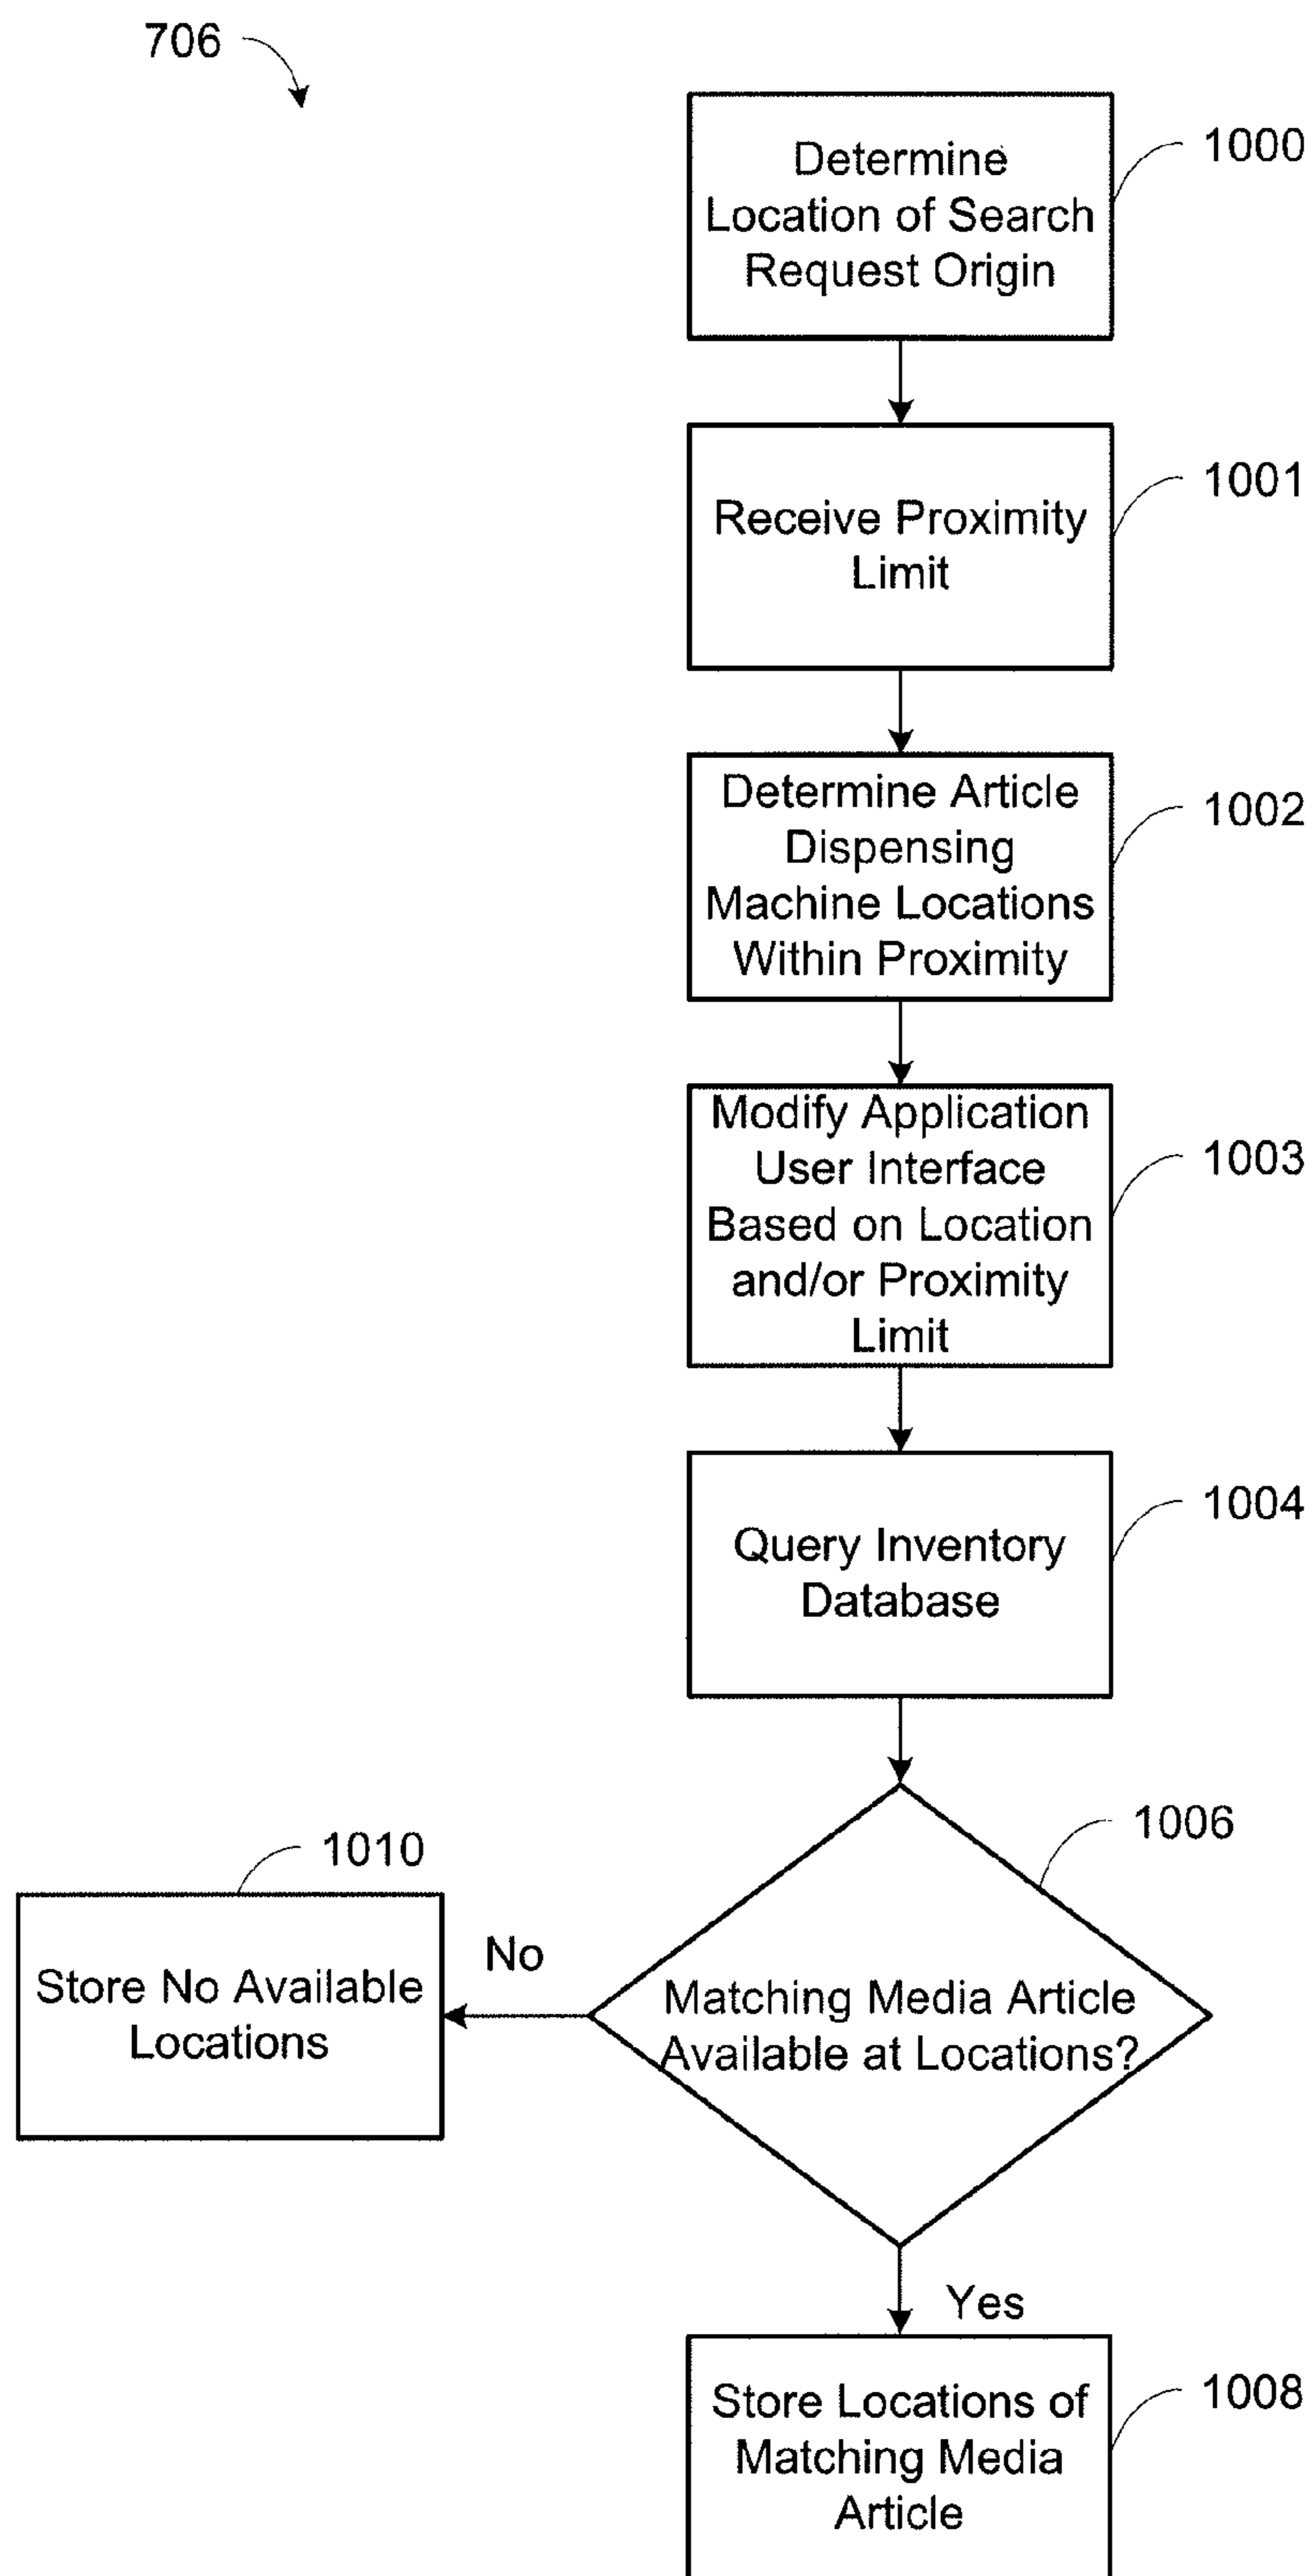 706
Determine
Location of Search
Request Origin
1000
Receive Proximity
Limit
1001
Determine Article
Dispensing
Machine Locations
Within Proximity
1002
Modify Application
User Interface
Based on Location
and/or Proximity
Limit
1003
Query Inventory
Database
1004
Matching Media Article
Available at Locations?
1006
No
1010
Store No Available
Locations
Yes
Store Locations of
Matching Media
Article
1008